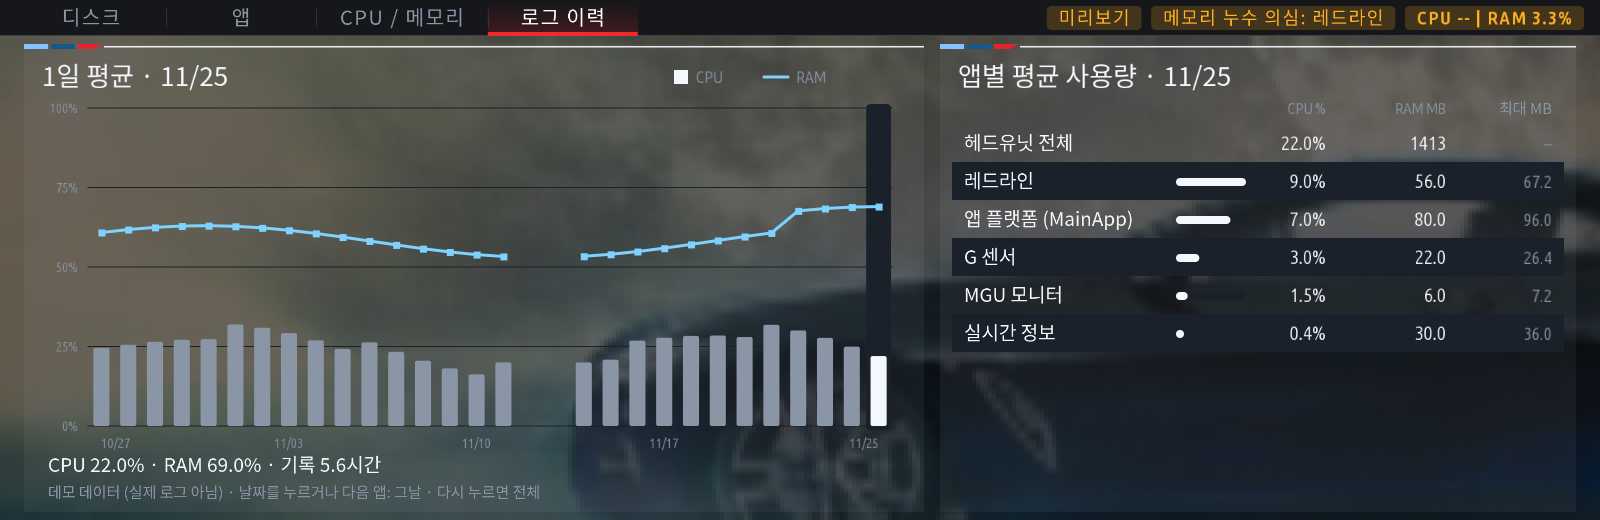 디스크 앱 CPU / 메모리 로그 이력 미리보기 메모리 누수 의심: 레드라인 CPU -- | RAM 3.3%
1일 평균 · 11/25
CPU RAM
100%
75%
50%
25%
0%
10/27 11/03 11/10 11/17 11/25
CPU 22.0% · RAM 69.0% · 기록 5.6시간
데모 데이터 (실제 로그 아님) · 날짜를 누르거나 다음 앱: 그날 · 다시 누르면 전체
앱별 평균 사용량 · 11/25
CPU % RAM MB 최대 MB
헤드유닛 전체 22.0% 1413 --
레드라인 9.0% 56.0 67.2
앱 플랫폼 (MainApp) 7.0% 80.0 96.0
G 센서 3.0% 22.0 26.4
MGU 모니터 1.5% 6.0 7.2
실시간 정보 0.4% 30.0 36.0